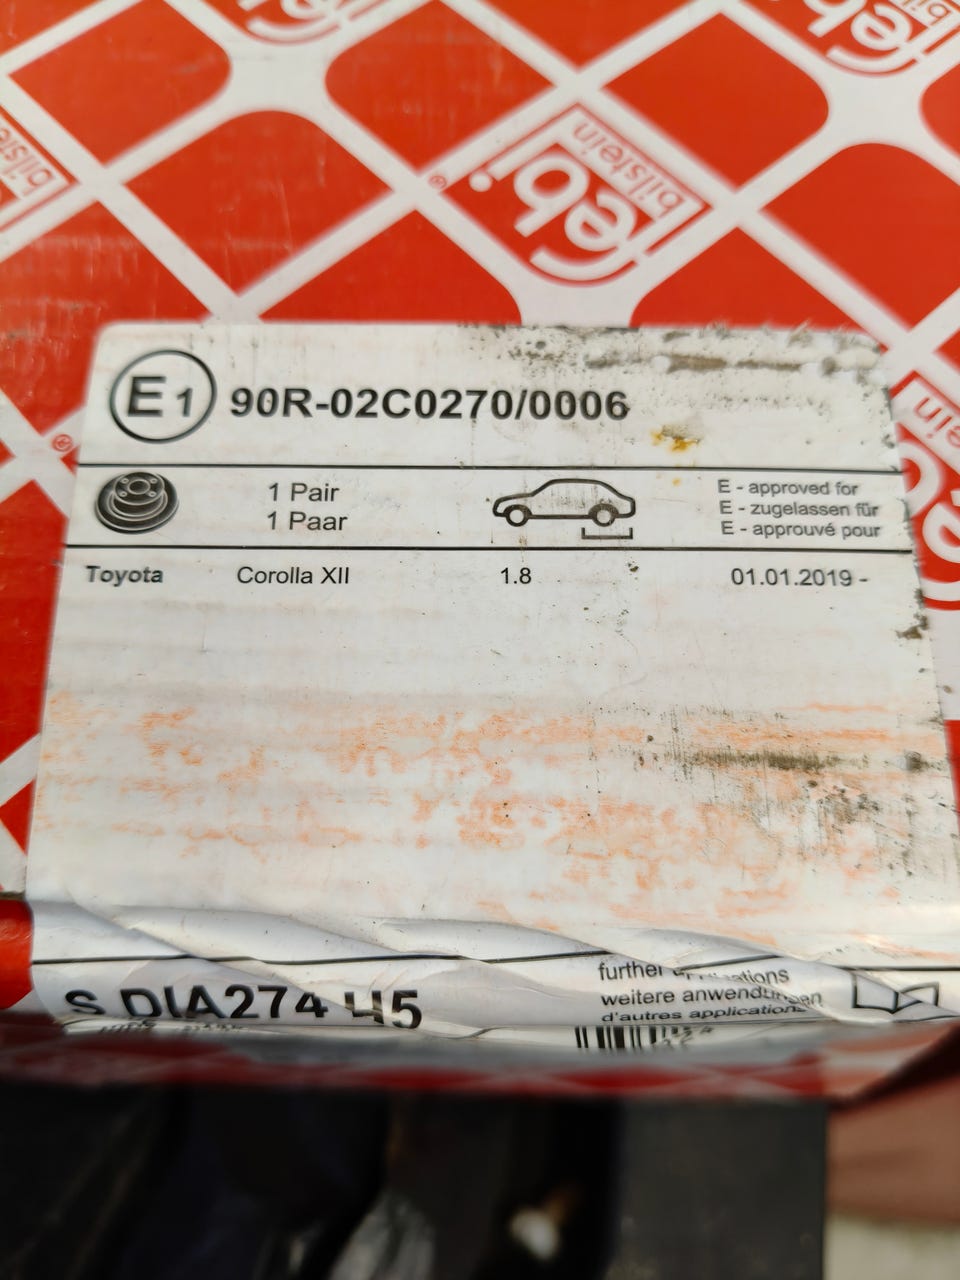 febi
bilstein
E1 90R-02C0270/0006
1 Pair
1 Paar
E - approved for
E - zugelassen für
E - approuvé pour
Toyota Corolla XII 1.8 01.01.2019 -
further
weitere anwendungen
d'autres applications